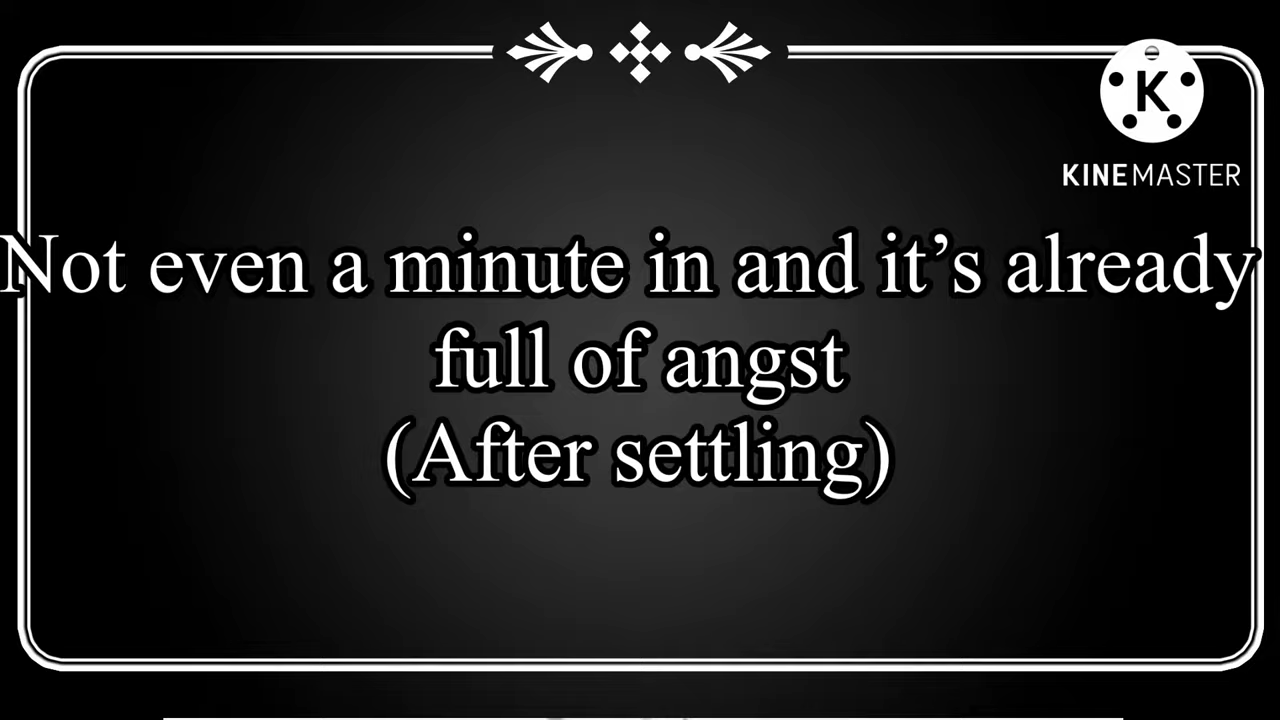 K
KINEMASTER
Not even a minute in and it’s already
full of angst
(After settling)